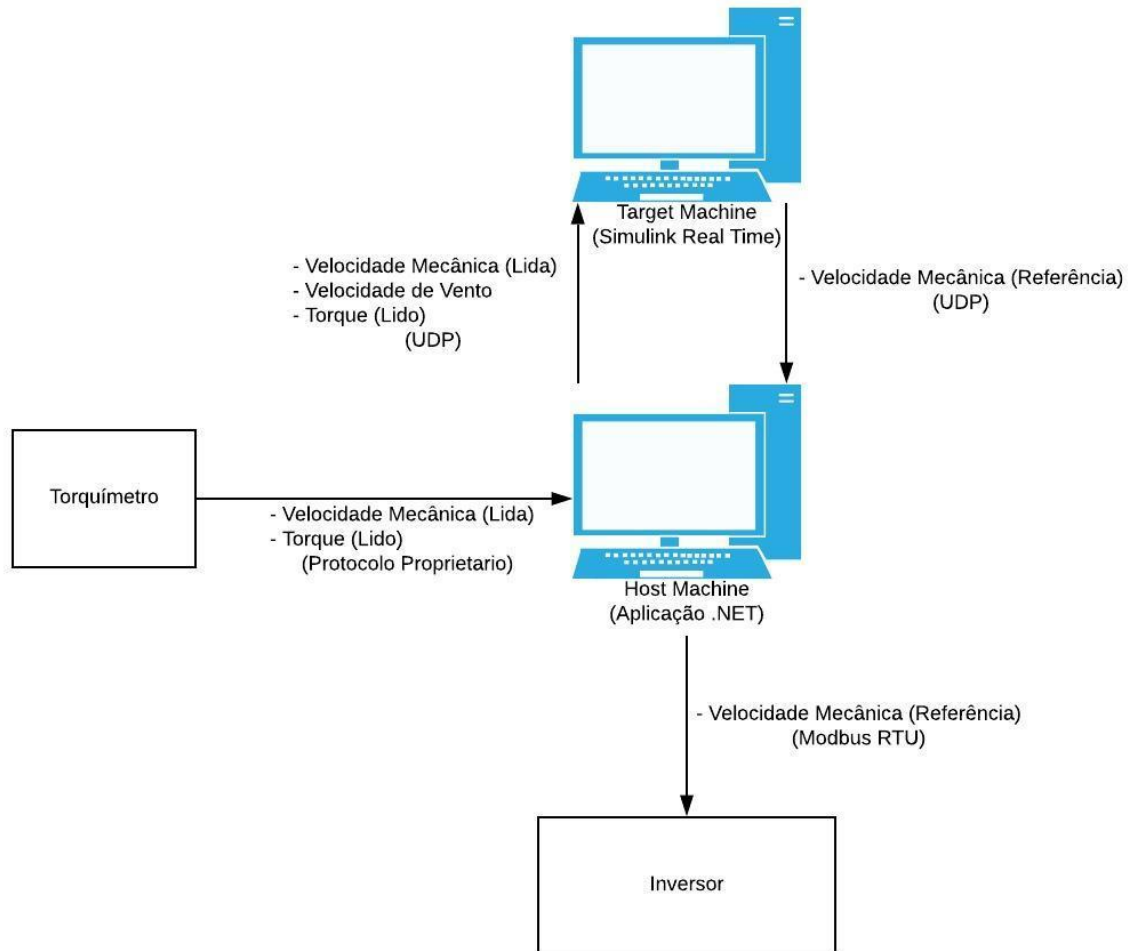 Target Machine
(Simulink Real Time)
- Velocidade Mecânica (Lida)
- Velocidade de Vento
- Torque (Lido)
(UDP)
- Velocidade Mecânica (Referência)
(UDP)
Torquímetro
- Velocidade Mecânica (Lida)
- Torque (Lido)
(Protocolo Proprietario)
Host Machine
(Aplicação .NET)
- Velocidade Mecânica (Referência)
(Modbus RTU)
Inversor